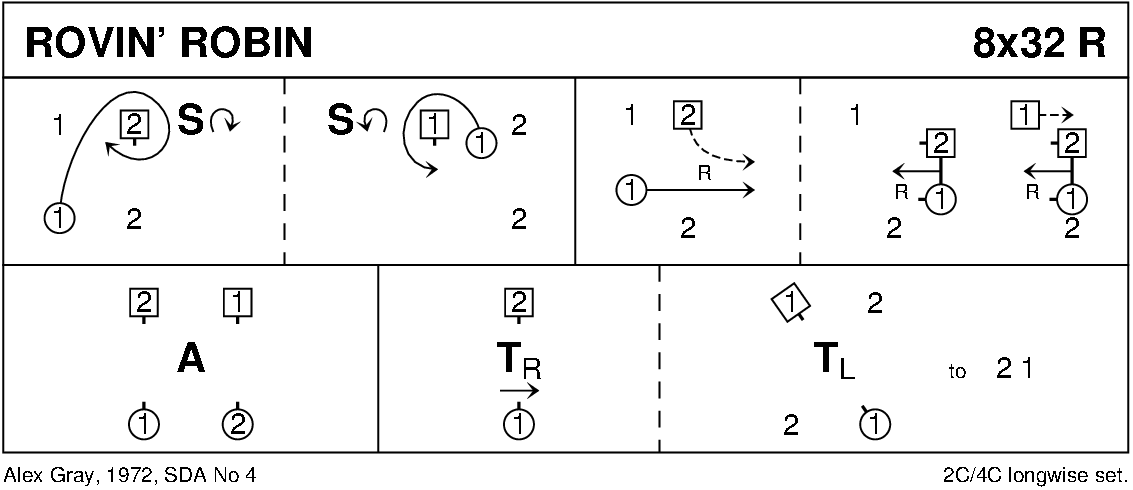 ROVIN’ ROBIN 8x32 R
1 2 S S 1 2 1 2 1 2 1 2
1 R R R
1 2 2 1 2 1 2 1 2
2 1 2 1 2
A T R T L to 2 1
1 2 1 2 1
Alex Gray, 1972, SDA No 4 2C/4C longwise set.